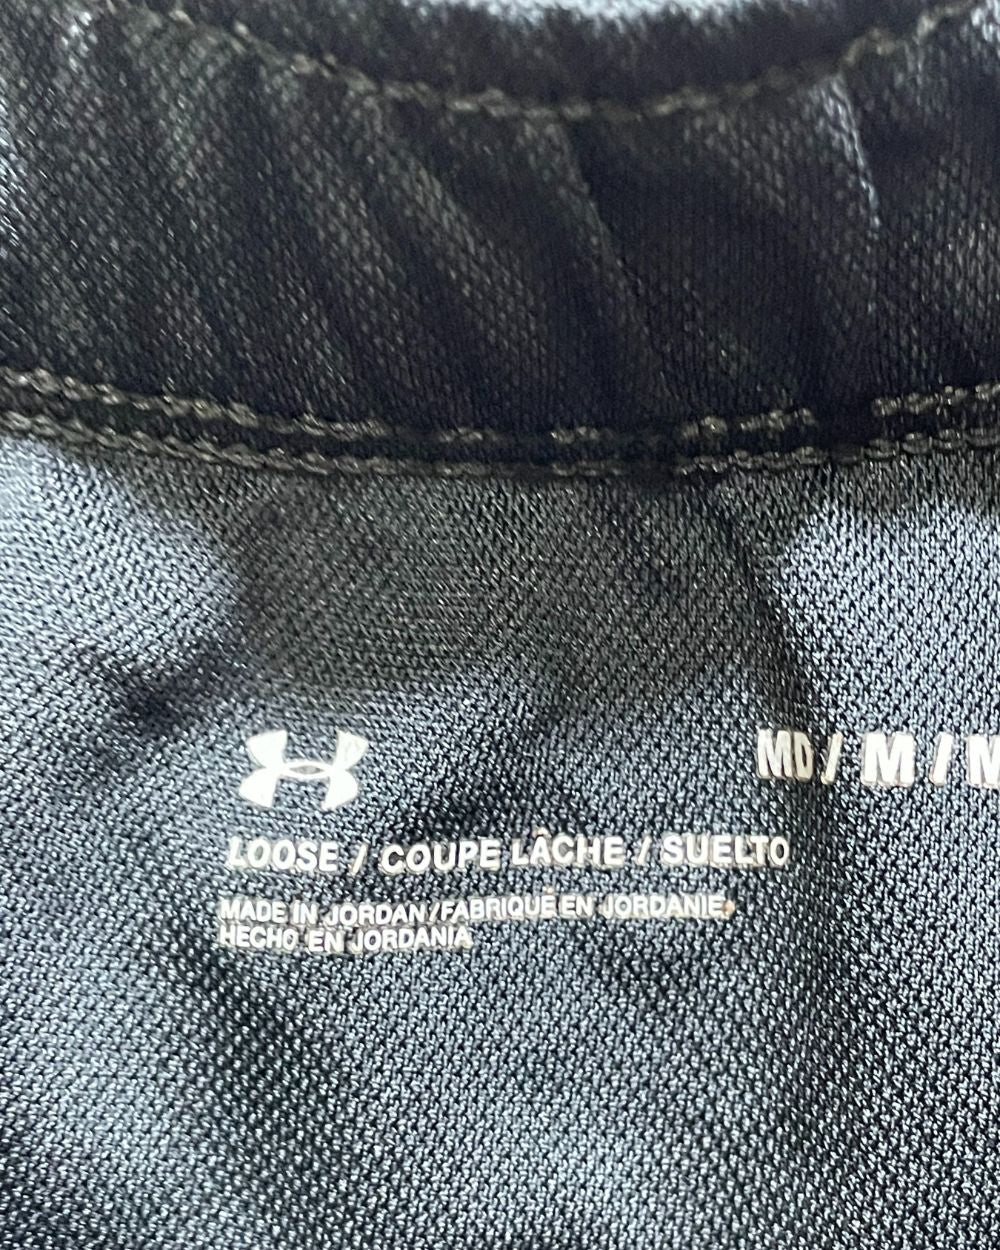 MD / M / M
LOOSE / COUPE LÂCHE / SUELTO
MADE IN JORDAN/FABRIQUÉ EN JORDANIE,
HECHO EN JORDANIA